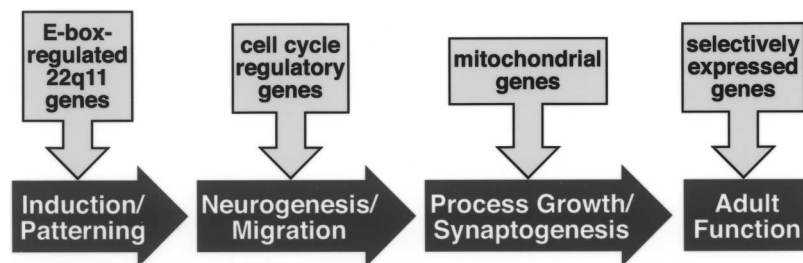 E-box-
regulated
22q11
genes
cell cycle
regulatory
genes
mitochondrial
genes
selectively
expressed
genes
Induction/
Patterning
Neurogenesis/
Migration
Process Growth/
Synaptogenesis
Adult
Function